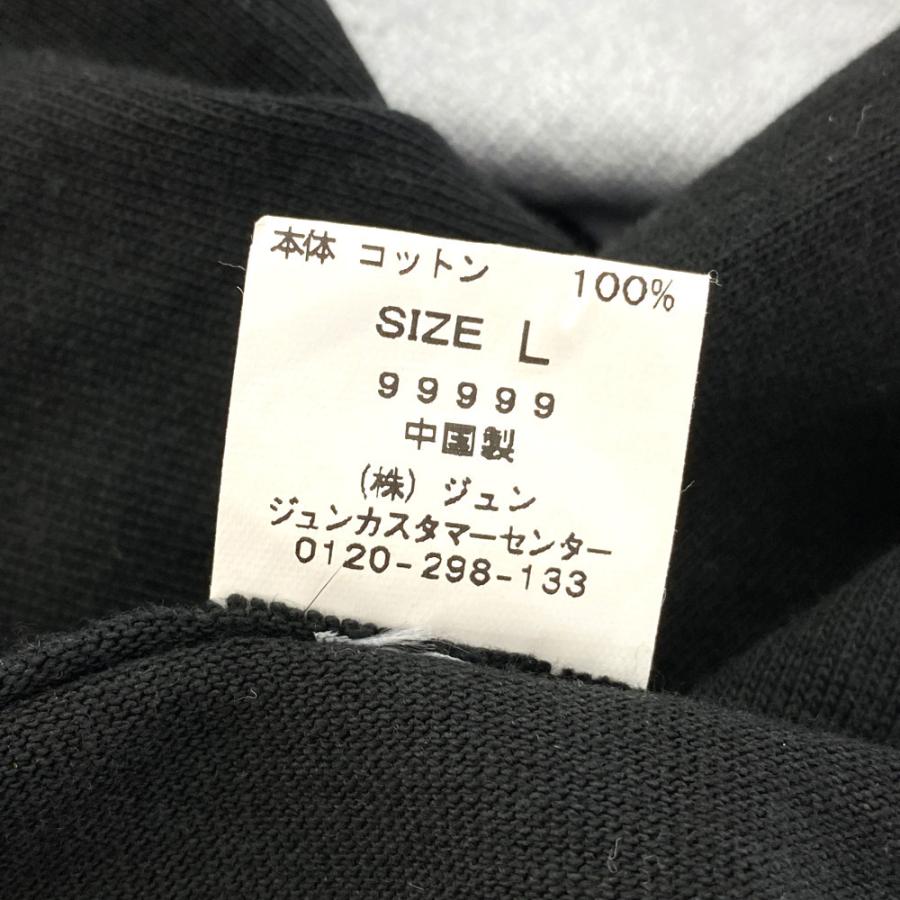 本体 コットン 100%
SIZE L
99999
中国製
(株) ジュン
ジュンカスタマーセンター
0120-298-133